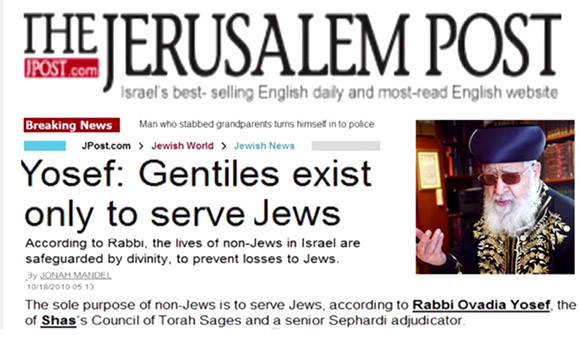 THE JERUSALEM POST
JPOST.com
Israel's best- selling English daily and most-read English website
Breaking News Man who stabbed grandparents turns himself in to police
JPost.com > Jewish World > Jewish News
Yosef: Gentiles exist
only to serve Jews
According to Rabbi, the lives of non-Jews in Israel are
safeguarded by divinity, to prevent losses to Jews.
By JONAH MANDEL
10/18/2010 05 13
The sole purpose of non-Jews is to serve Jews, according to Rabbi Ovadia Yosef, the
of Shas's Council of Torah Sages and a senior Sephardi adjudicator.